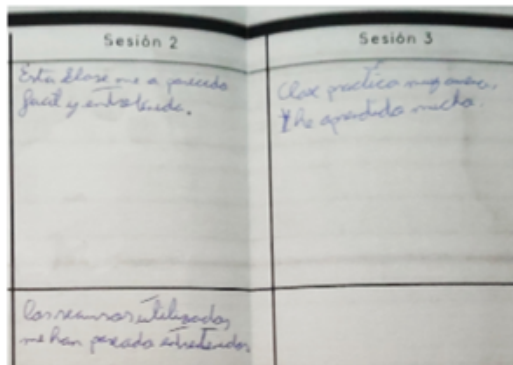 Sesión 2
Esta Clase me a parecido
facil y entretenida.
Sesión 3
Clase practica muy amena,
Y he aprendido mucho.
Los recursos utilizados
me han parecido entretenidos